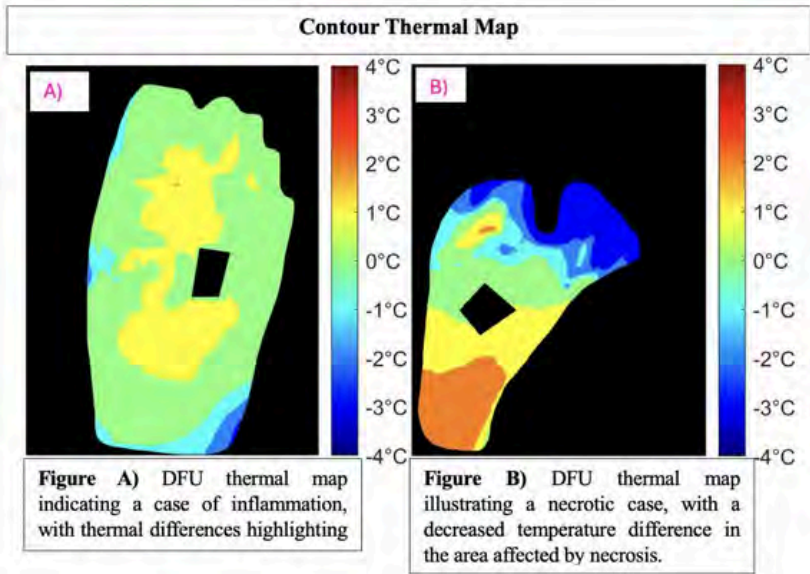 Contour Thermal Map
A)
4°C
3°C
2°C
1°C
0°C
-1°C
-2°C
-3°C
-4°C
B)
4°C
3°C
2°C
1°C
0°C
-1°C
-2°C
-3°C
-4°C
Figure A) DFU thermal map
indicating a case of inflammation,
with thermal differences highlighting
Figure B) DFU thermal map
illustrating a necrotic case, with a
decreased temperature difference in
the area affected by necrosis.